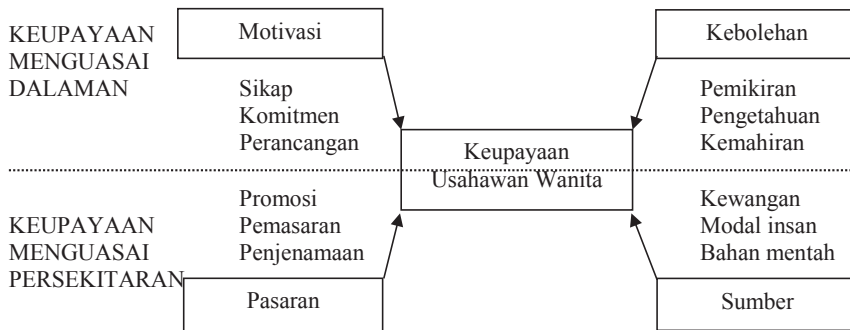 KEUPAYAAN
MENGUASAI
DALAMAN
Motivasi
Kebolehan
Sikap
Komitmen
Perancangan
Pemikiran
Pengetahuan
Kemahiran
Keupayaan
Usahawan Wanita
KEUPAYAAN
MENGUASAI
PERSEKITARAN
Promosi
Pemasaran
Penjenamaan
Kewangan
Modal insan
Bahan mentah
Pasaran
Sumber